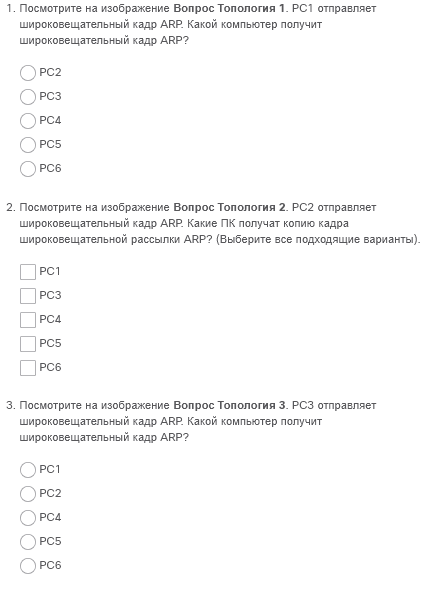 1. Посмотрите на изображение Вопрос Топология 1. PC1 отправляет
широковещательный кадр ARP. Какой компьютер получит
широковещательный кадр ARP?
PC2
PC3
PC4
PC5
PC6
2. Посмотрите на изображение Вопрос Топология 2. PC2 отправляет
широковещательный кадр ARP. Какие ПК получат копию кадра
широковещательной рассылки ARP? (Выберите все подходящие варианты).
PC1
PC3
PC4
PC5
PC6
3. Посмотрите на изображение Вопрос Топология 3. PC3 отправляет
широковещательный кадр ARP. Какой компьютер получит
широковещательный кадр ARP?
PC1
PC2
PC4
PC5
PC6